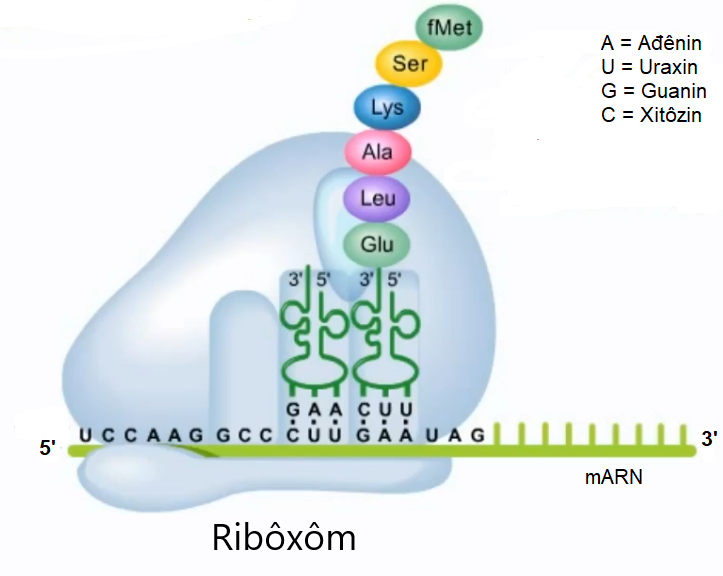 fMet
Ser
Lys
Ala
Leu
Glu
A = Ađênin
U = Uraxin
G = Guanin
C = Xitôzin
3' 5' 3' 5'
G A A C U U
5' U C C A A G G C C C U U G A A U A G 3'
mARN
Ribôxôm